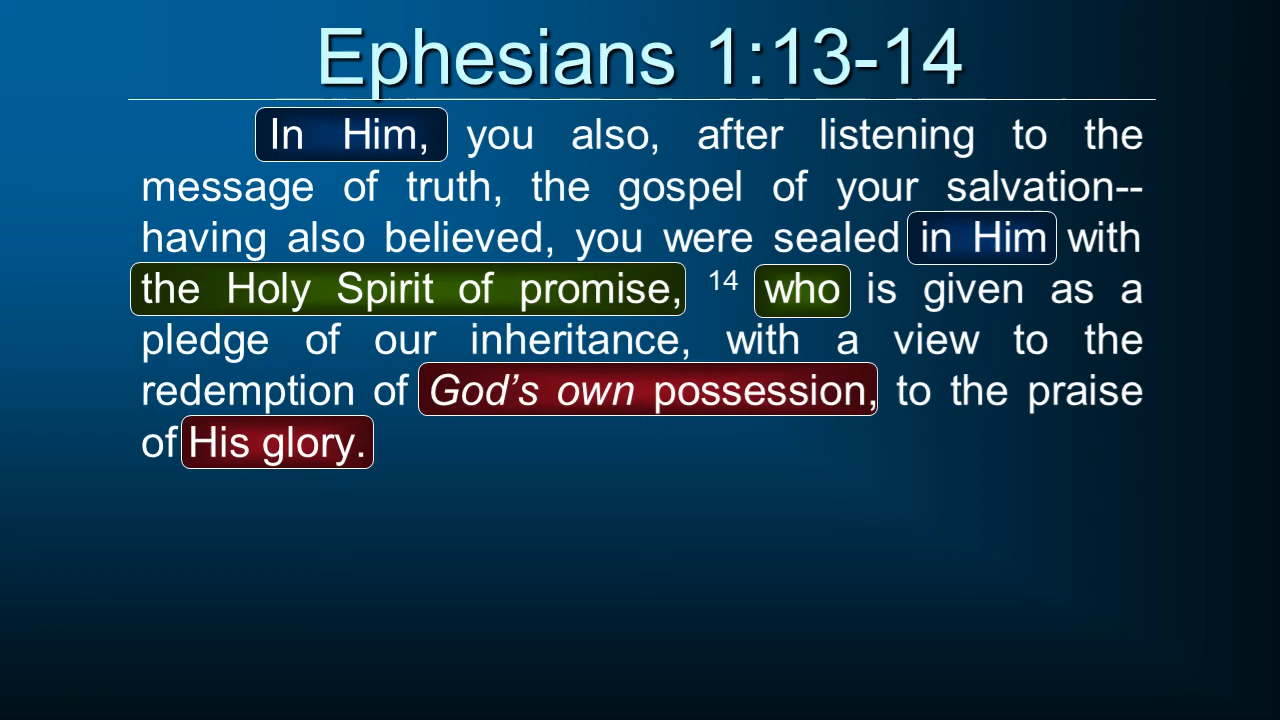 Ephesians 1:13-14
In Him, you also, after listening to the
message of truth, the gospel of your salvation--
having also believed, you were sealed in Him with
the Holy Spirit of promise, 14 who is given as a
pledge of our inheritance, with a view to the
redemption of God’s own possession, to the praise
of His glory.